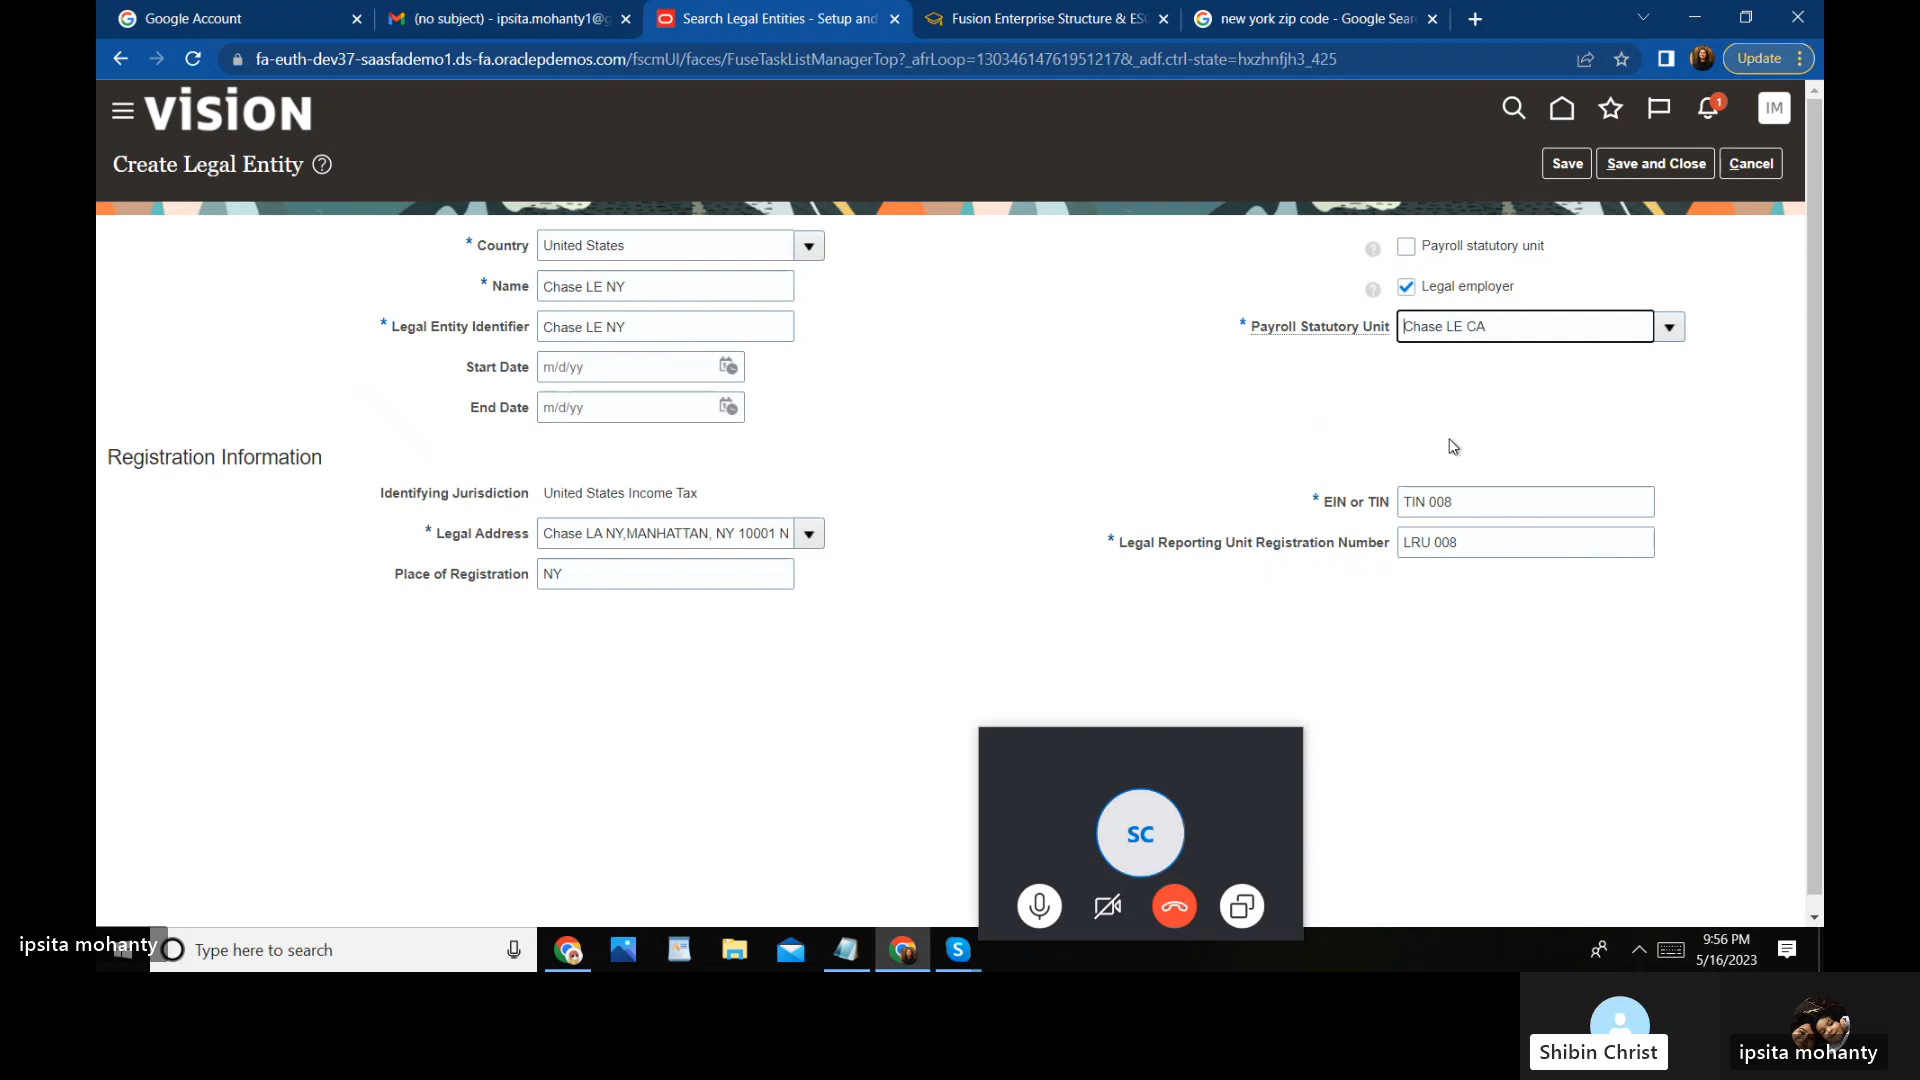 Google Account
(no subject) - ipsita.mohanty1@g
Search Legal Entities - Setup and
Fusion Enterprise Structure & ES
new york zip code - Google Sear
fa-euth-dev37-saasfademo1.ds-fa.oraclepdemos.com/fscmUI/faces/FuseTaskListManagerTop?_afrLoop=13034614761951217&_adf.ctrl-state=hxzhnfjh3_425
Update
VISION
1
IM
Create Legal Entity ?
Save
Save and Close
Cancel
* Country United States
? Payroll statutory unit
* Name Chase LE NY
? Legal employer
* Legal Entity Identifier Chase LE NY
* Payroll Statutory Unit Chase LE CA
Start Date m/d/yy
End Date m/d/yy
Registration Information
Identifying Jurisdiction United States Income Tax
* EIN or TIN TIN 008
* Legal Address Chase LA NY,MANHATTAN, NY 10001 N
* Legal Reporting Unit Registration Number LRU 008
Place of Registration NY
SC
ipsita mohanty
Type here to search
9:56 PM
5/16/2023
Shibin Christ
ipsita mohanty